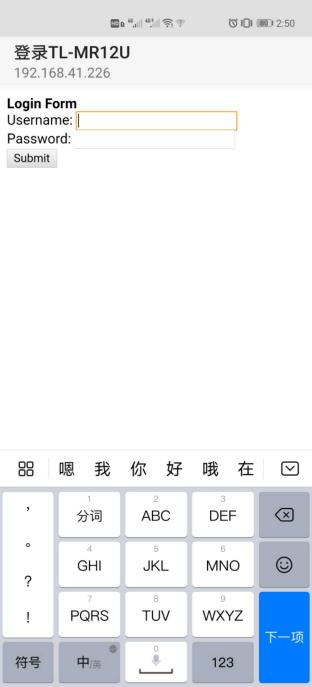 2:50
登录TL-MR12U
192.168.41.226
Login Form
Username:
Password:
Submit
嗯 我 你 好 哦 在
， 1 分词 2 ABC 3 DEF
。 4 GHI 5 JKL 6 MNO
？
！ 7 PQRS 8 TUV 9 WXYZ 下一项
符号 中/英 0 123